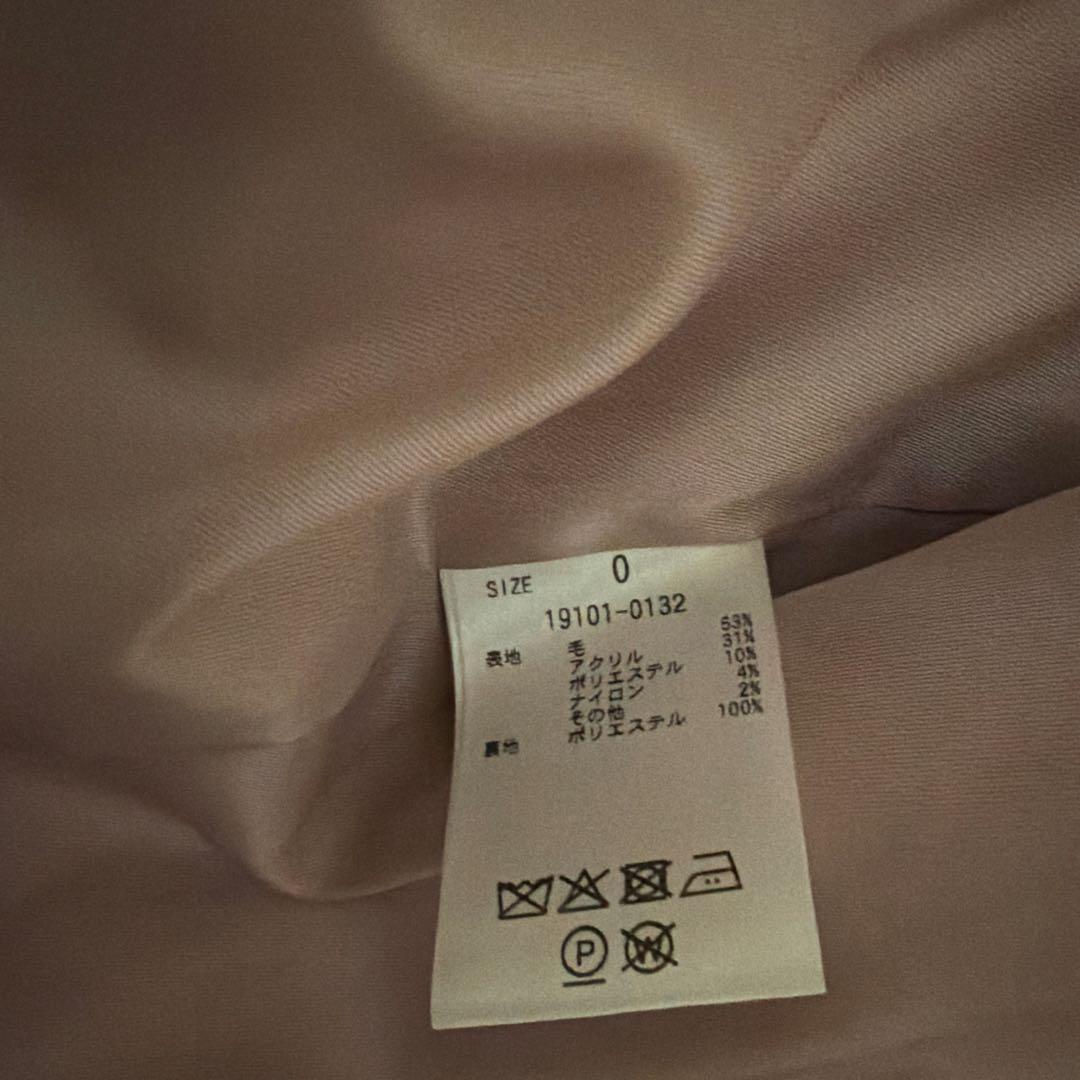 SIZE 0
19101-0132
表地 毛 53%
アクリル 31%
ポリエステル 10%
ナイロン 4%
その他 2%
裏地 ポリエステル 100%
P W